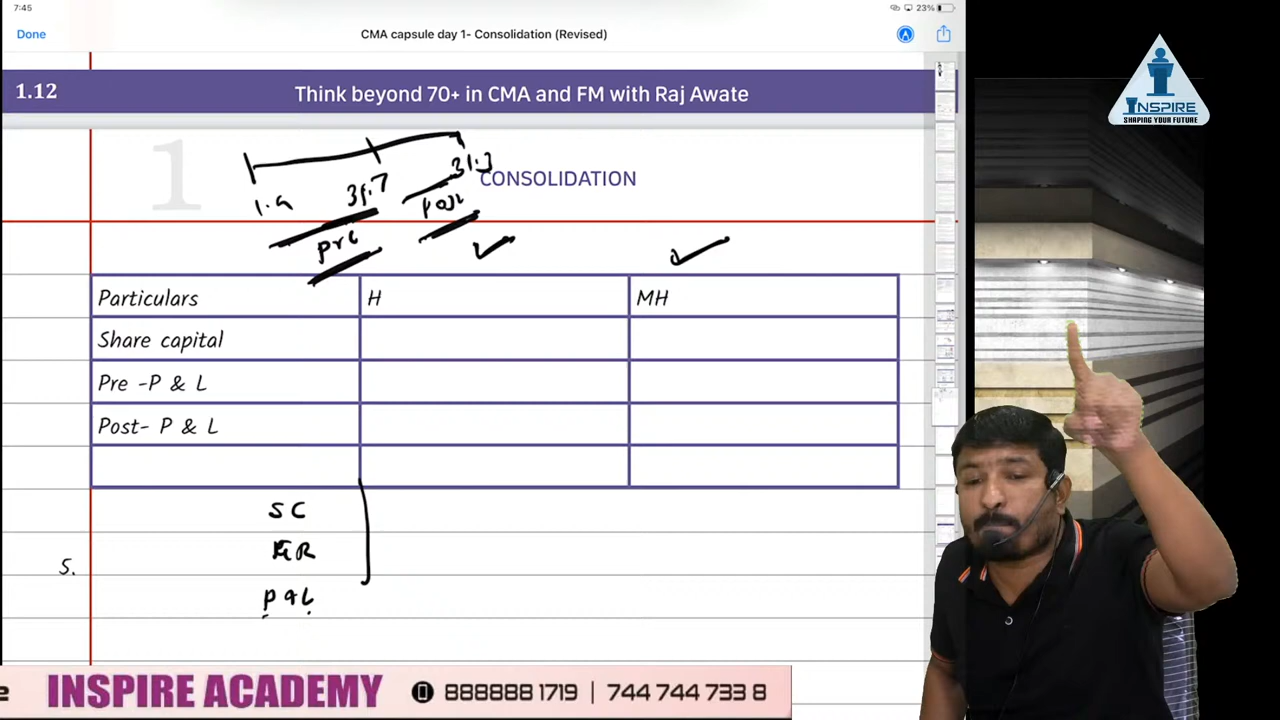 7:45
23%
Done
CMA capsule day 1- Consolidation (Revised)
1.12
Think beyond 70+ in CMA and FM with Raj Awate
1
CONSOLIDATION
1.4
31.7
31.3
pre
post
Particulars
H
MH
Share capital
Pre -P & L
Post- P & L
SC
GR
5.
P & L
INSPIRE ACADEMY
888888 1719 | 744 744 733 8
INSPIRE
SHAPING YOUR FUTURE